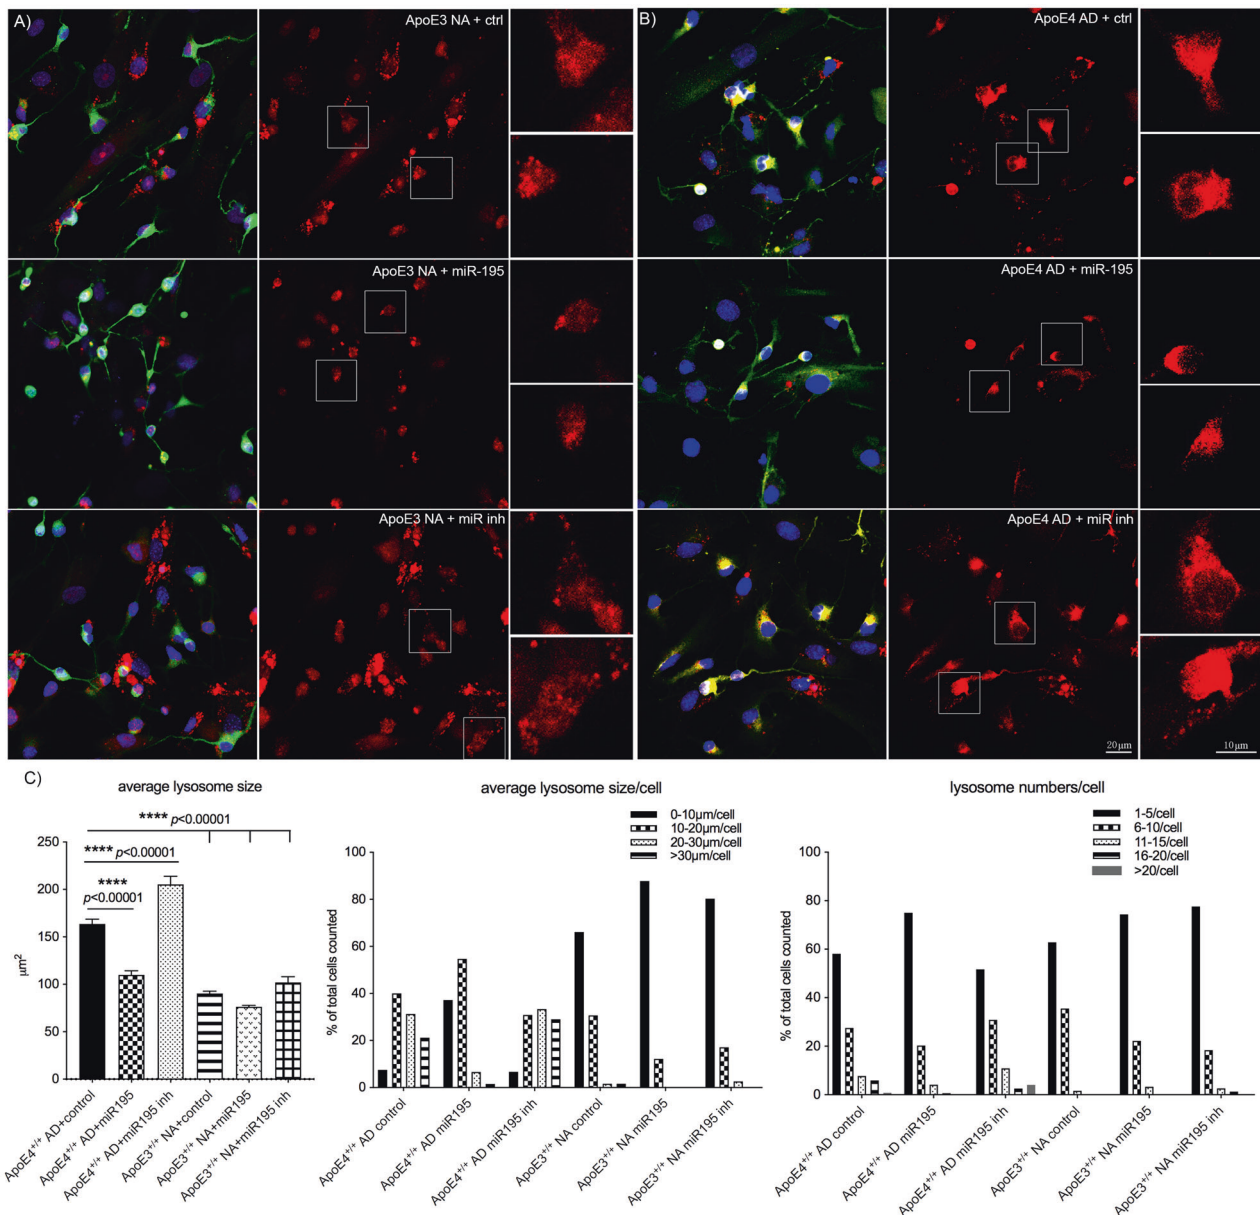 A)
ApoE3 NA + ctrl
B)
ApoE4 AD + ctrl
ApoE3 NA + miR-195
ApoE4 AD + miR-195
ApoE3 NA + miR inh
ApoE4 AD + miR inh
20 µm
10 µm
C)
average lysosome size
**** p<0.00001
**** p<0.00001
****
p<0.00001
250
200
150
100
50
0
µm²
ApoE4+/+ AD+control
ApoE4+/+ AD+miR195
ApoE4+/+ AD+miR195 inh
ApoE3+/+ NA+control
ApoE3+/+ NA+miR195
ApoE3+/+ NA+miR195 inh
average lysosome size/cell
0-10µm/cell
10-20µm/cell
20-30µm/cell
>30µm/cell
100
80
60
40
20
0
% of total cells counted
ApoE4+/+ AD control
ApoE4+/+ AD miR195
ApoE4+/+ AD miR195 inh
ApoE3+/+ NA control
ApoE3+/+ NA miR195
ApoE3+/+ NA miR195 inh
lysosome numbers/cell
1-5/cell
6-10/cell
11-15/cell
16-20/cell
>20/cell
100
80
60
40
20
0
% of total cells counted
ApoE4+/+ AD control
ApoE4+/+ AD miR195
ApoE4+/+ AD miR195 inh
ApoE3+/+ NA control
ApoE3+/+ NA miR195
ApoE3+/+ NA miR195 inh